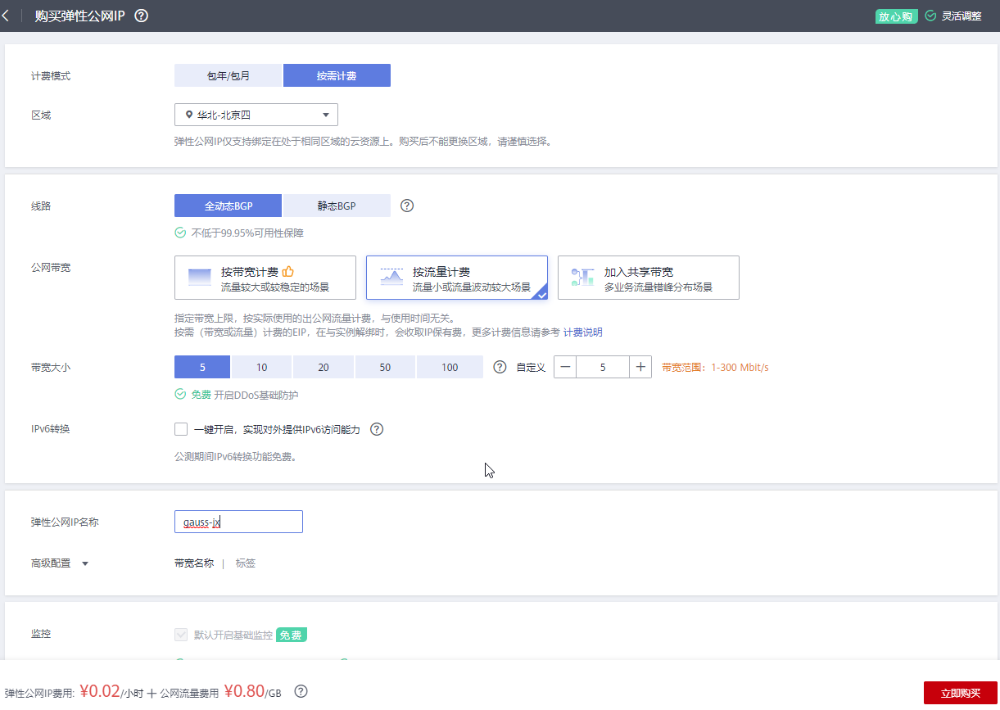 购买弹性公网IP ? 放心购 灵活调整
计费模式 包年/包月 按需计费
区域 华北-北京四
弹性公网IP仅支持绑定在处于相同区域的云资源上。购买后不能更换区域，请谨慎选择。
线路 全动态BGP 静态BGP ?
不低于99.95%可用性保障
公网带宽 按带宽计费 按流量计费 加入共享带宽
流量较大或较稳定的场景 流量小或流量波动较大场景 多业务流量错峰分布场景
指定带宽上限，按实际使用的出公网流量计费，与使用时间无关。
按需（带宽或流量）计费的EIP，在与实例解绑时，会收取IP保有费，更多计费信息请参考 计费说明
带宽大小 5 10 20 50 100 ? 自定义 — 5 + 带宽范围：1-300 Mbit/s
免费 开启DDoS基础防护
IPv6转换 一键开启，实现对外提供IPv6访问能力 ?
公测期间IPv6转换功能免费。
弹性公网IP名称 gauss-jx
高级配置 带宽名称 | 标签
监控 默认开启基础监控 免费
弹性公网IP费用: ¥0.02/小时 + 公网流量费用 ¥0.80/GB ? 立即购买